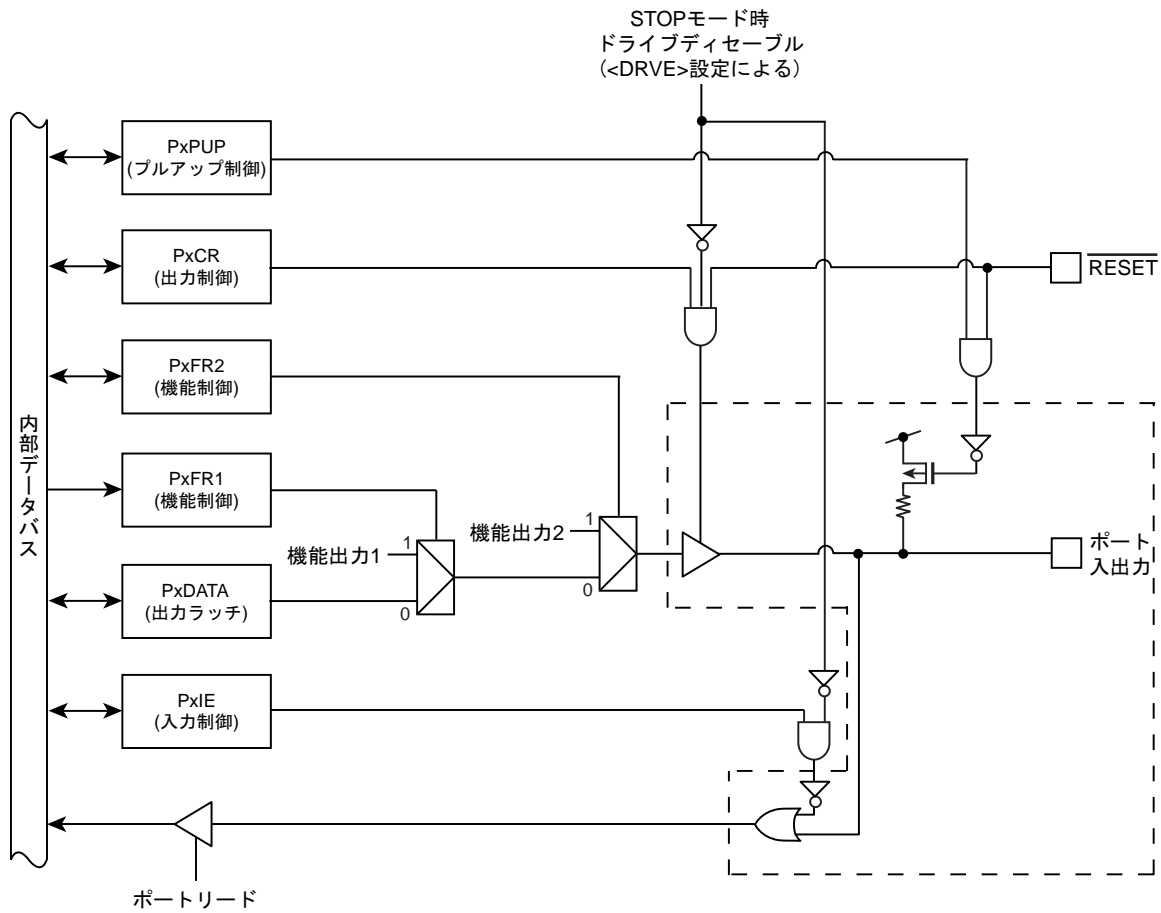 STOPモード時
ドライブディセーブル
(<DRVE>設定による)
PxPUP
(プルアップ制御)
PxCR
(出力制御)
RESET
PxFR2
(機能制御)
内部データバス
PxFR1
(機能制御)
1
機能出力2
1
機能出力1
0
0
ポート
入出力
PxDATA
(出力ラッチ)
PxIE
(入力制御)
ポートリード